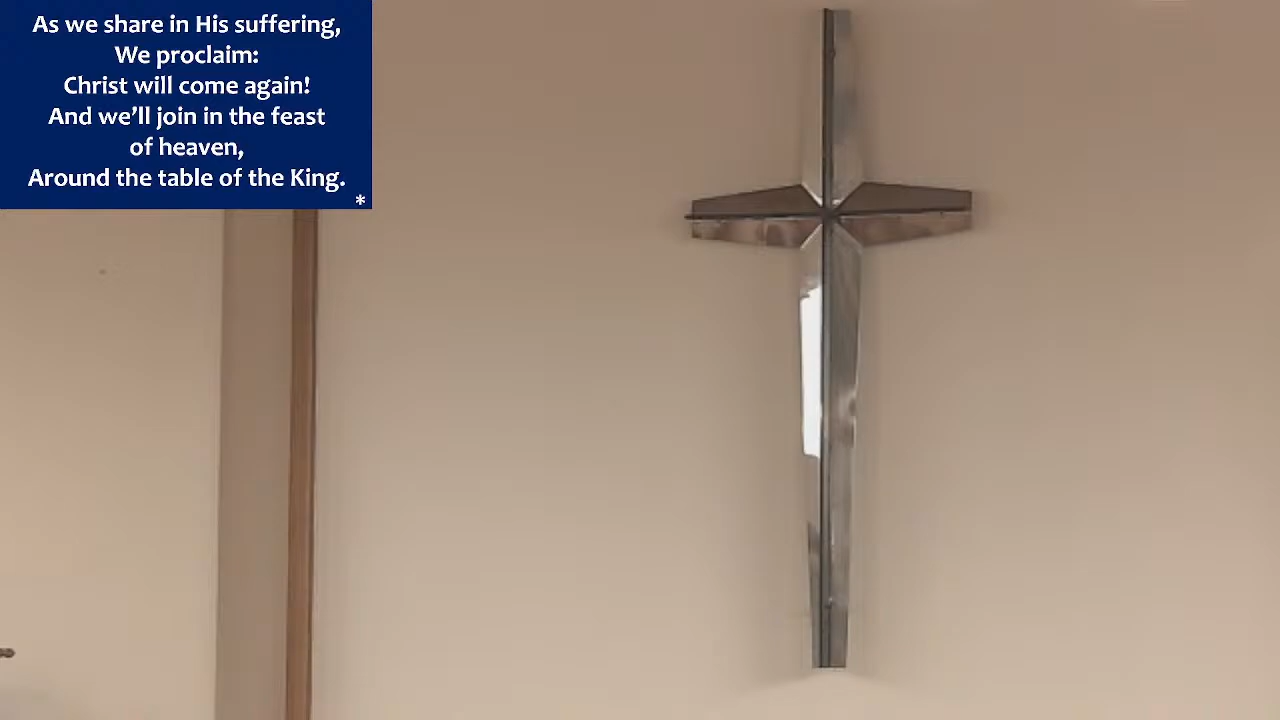 As we share in His suffering,
We proclaim:
Christ will come again!
And we’ll join in the feast
of heaven,
Around the table of the King.
*